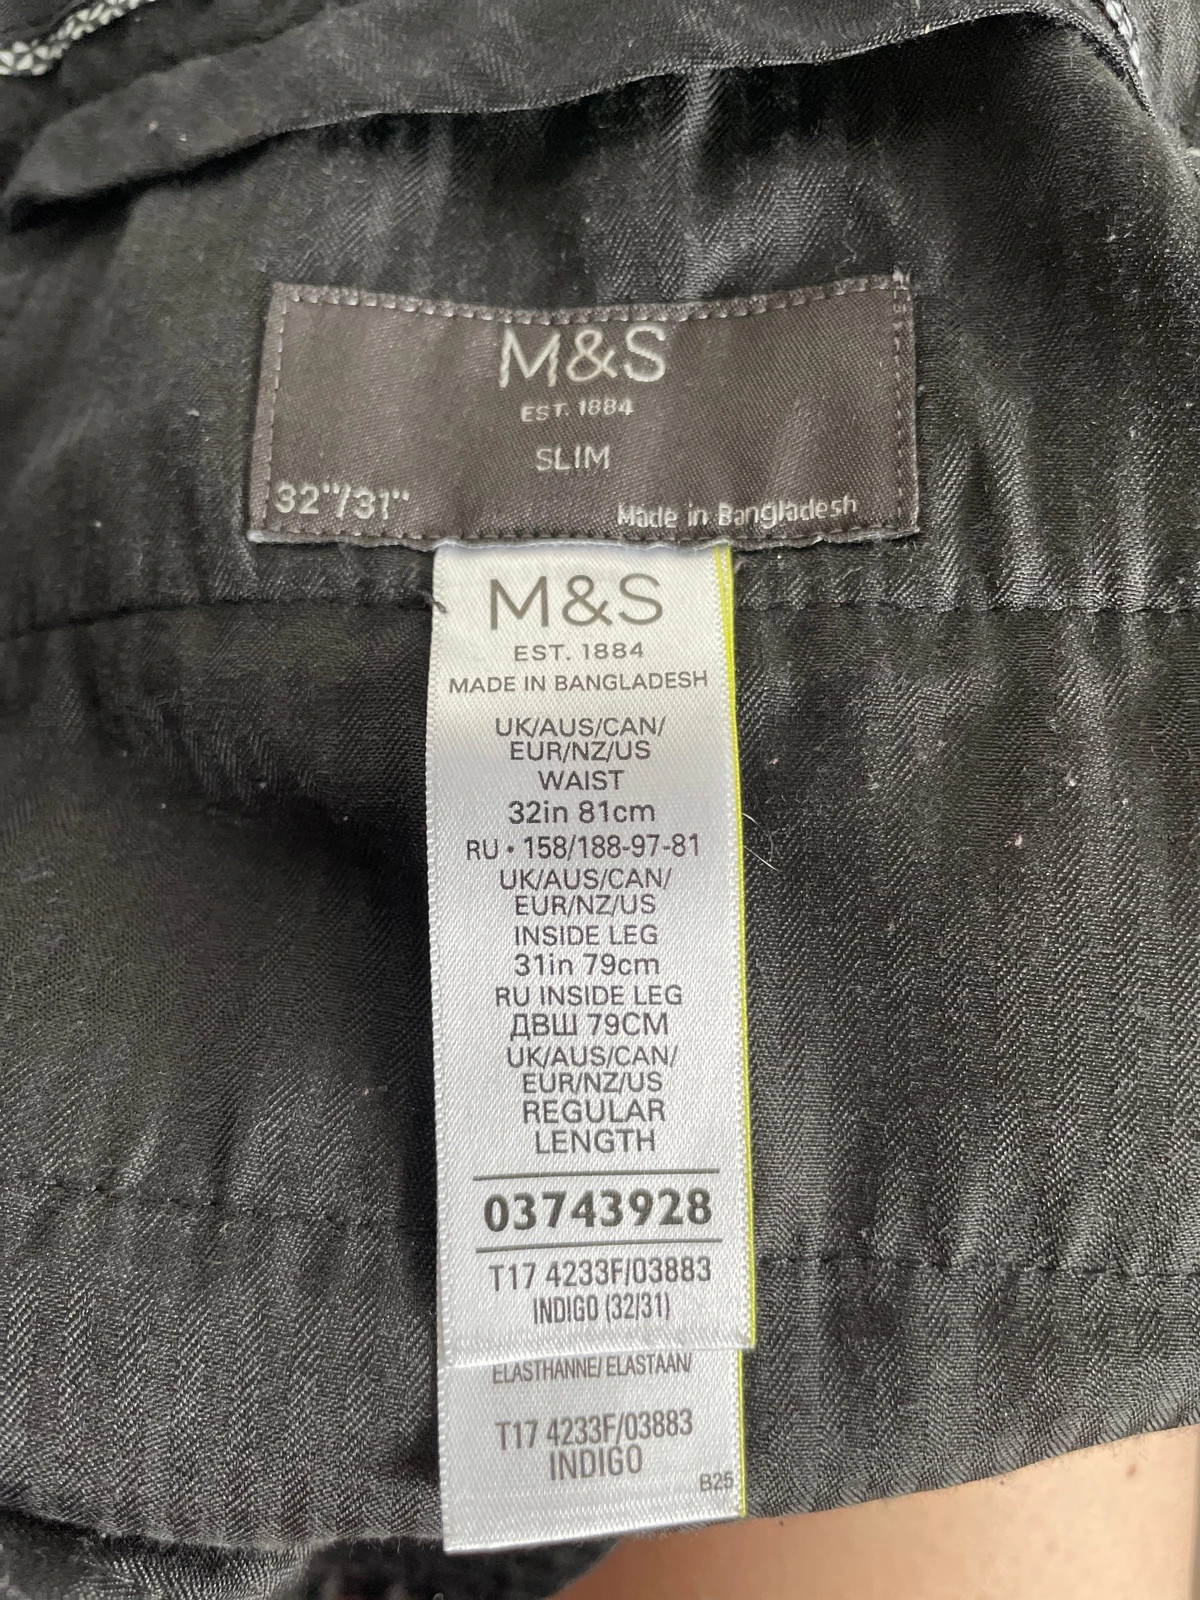 M&S
EST. 1884
SLIM
32"/31"
Made in Bangladesh
M&S
EST. 1884
MADE IN BANGLADESH
UK/AUS/CAN/
EUR/NZ/US
WAIST
32in 81cm
RU • 158/188-97-81
UK/AUS/CAN/
EUR/NZ/US
INSIDE LEG
31in 79cm
RU INSIDE LEG
ДВШ 79СМ
UK/AUS/CAN/
EUR/NZ/US
REGULAR
LENGTH
03743928
T17 4233F/03883
INDIGO (32/31)
ELASTHANNE/ ELASTAAN/
T17 4233F/03883
INDIGO
B25